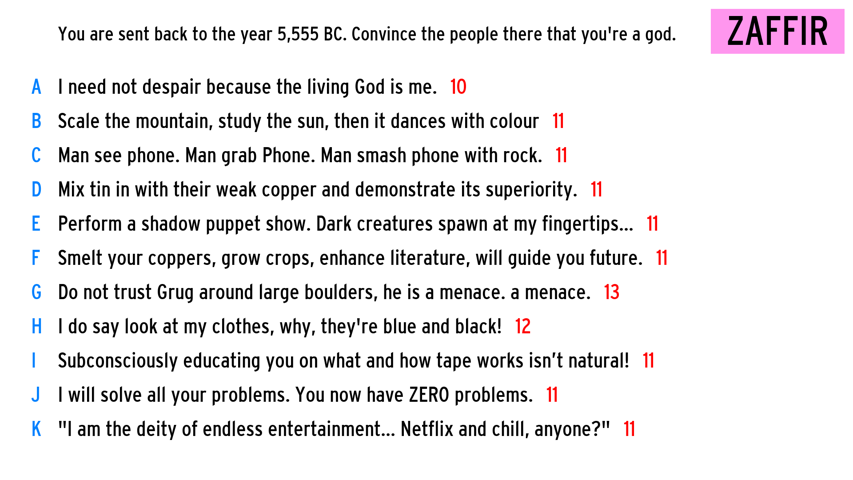 You are sent back to the year 5,555 BC. Convince the people there that you're a god.
ZAFFIR
A I need not despair because the living God is me. 10
B Scale the mountain, study the sun, then it dances with colour 11
C Man see phone. Man grab Phone. Man smash phone with rock. 11
D Mix tin in with their weak copper and demonstrate its superiority. 11
E Perform a shadow puppet show. Dark creatures spawn at my fingertips... 11
F Smelt your coppers, grow crops, enhance literature, will guide you future. 11
G Do not trust Grug around large boulders, he is a menace. a menace. 13
H I do say look at my clothes, why, they're blue and black! 12
I Subconsciously educating you on what and how tape works isn’t natural! 11
J I will solve all your problems. You now have ZERO problems. 11
K "I am the deity of endless entertainment... Netflix and chill, anyone?" 11